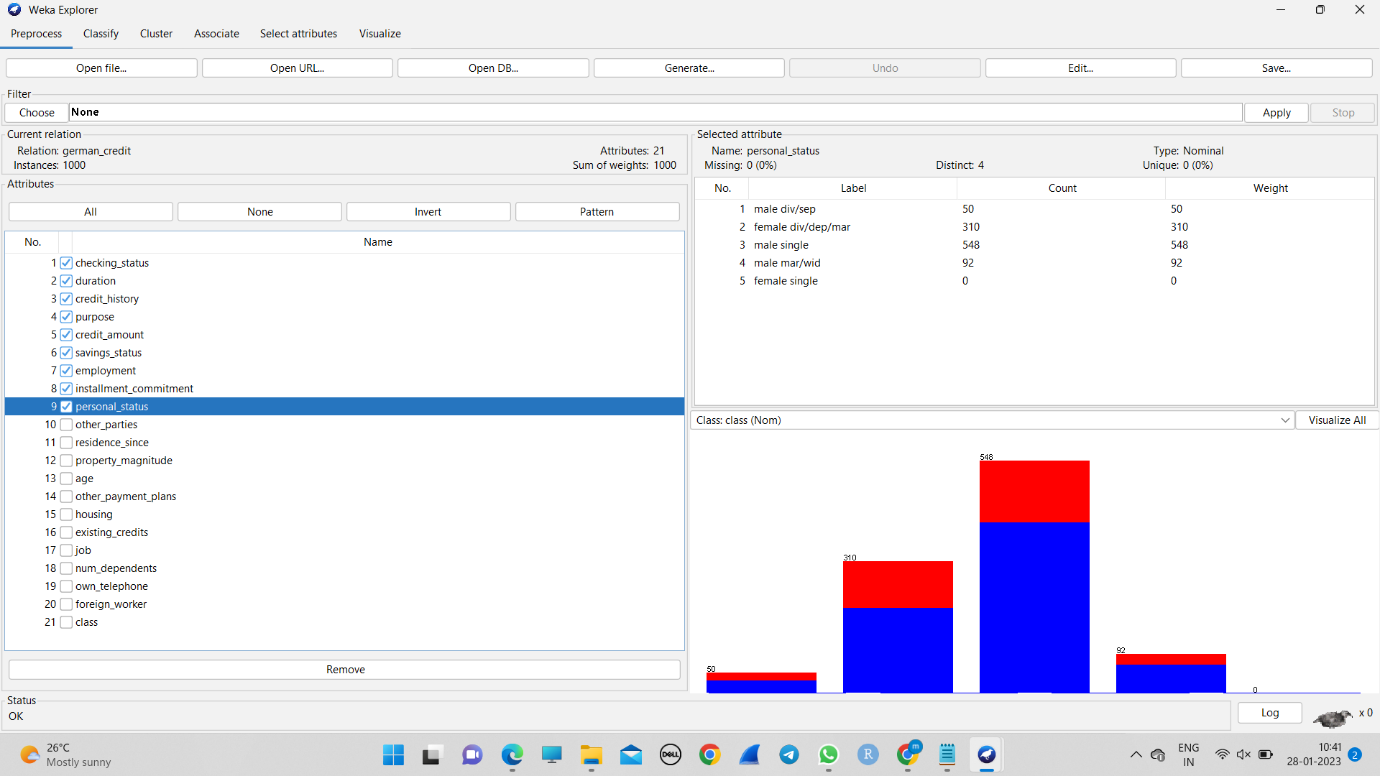 Weka Explorer
Preprocess Classify Cluster Associate Select attributes Visualize
Open file... Open URL... Open DB... Generate... Undo Edit... Save...
Filter
Choose None Apply Stop
Current relation
Relation: german_credit Attributes: 21
Instances: 1000 Sum of weights: 1000
Attributes
All None Invert Pattern
No. Name
1 checking_status
2 duration
3 credit_history
4 purpose
5 credit_amount
6 savings_status
7 employment
8 installment_commitment
9 personal_status
10 other_parties
11 residence_since
12 property_magnitude
13 age
14 other_payment_plans
15 housing
16 existing_credits
17 job
18 num_dependents
19 own_telephone
20 foreign_worker
21 class
Remove
Selected attribute
Name: personal_status Type: Nominal
Missing: 0 (0%) Distinct: 4 Unique: 0 (0%)
No. Label Count Weight
1 male div/sep 50 50
2 female div/dep/mar 310 310
3 male single 548 548
4 male mar/wid 92 92
5 female single 0 0
Class: class (Nom) Visualize All
548
310
92
50
0
Status
OK
Log x 0
26°C
Mostly sunny
DELL
R
m
ENG
IN
10:41
28-01-2023
2